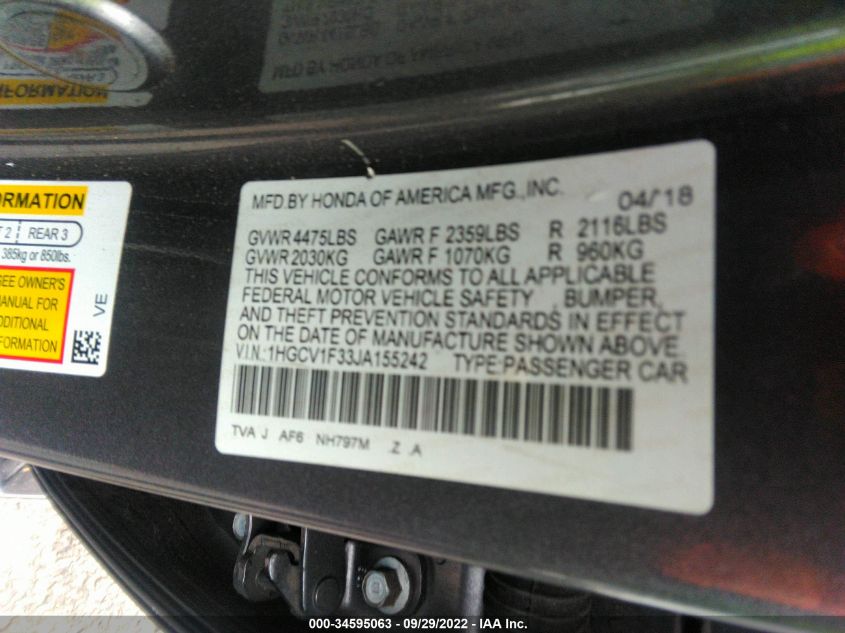 ORMATION
T 2 REAR 3
385kg or 850lbs.
SEE OWNER'S
MANUAL FOR
ADDITIONAL
INFORMATION
VE
MFD.BY HONDA OF AMERICA MFG.,INC. 04/18
GVWR 4475LBS GAWR F 2359LBS R 2116LBS
GVWR 2030KG GAWR F 1070KG R 960KG
THIS VEHICLE CONFORMS TO ALL APPLICABLE
FEDERAL MOTOR VEHICLE SAFETY , BUMPER,
AND THEFT PREVENTION STANDARDS IN EFFECT
ON THE DATE OF MANUFACTURE SHOWN ABOVE.
V.I.N.:1HGCV1F33JA155242 TYPE:PASSENGER CAR
TVA J AF6 NH797M Z .A
000-34595063 - 09/29/2022 - IAA Inc.